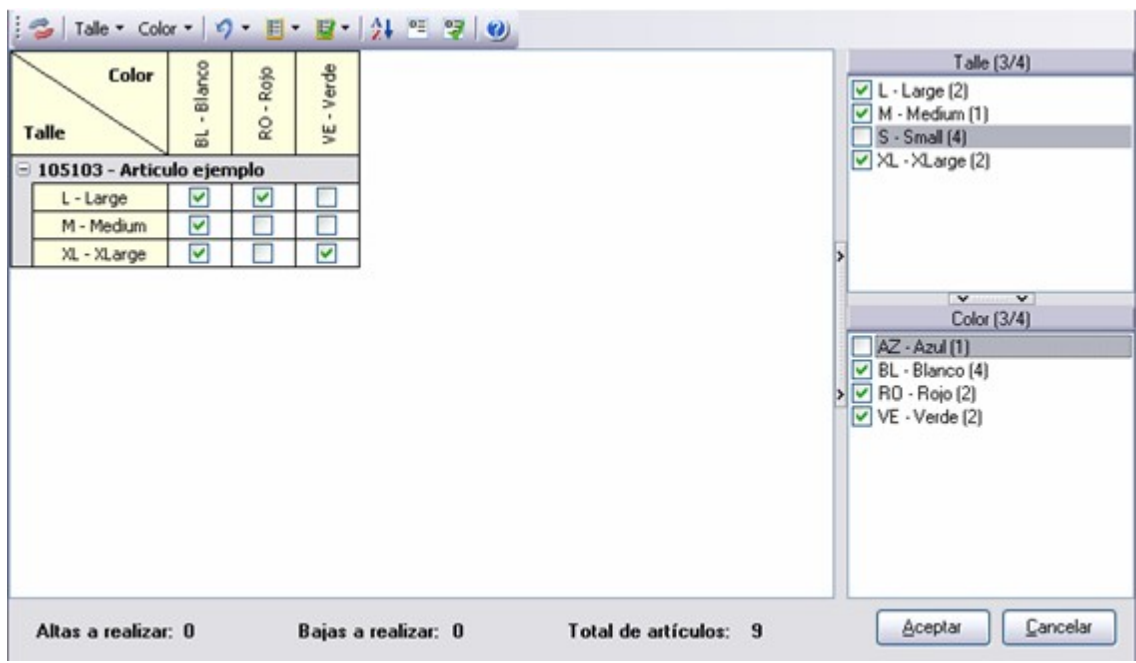 Talle Color
Color
Talle
BL - Blanco
RO - Rojo
VE - Verde
105103 - Articulo ejemplo
L - Large
M - Medium
XL - XLarge
Talle (3/4)
L - Large (2)
M - Medium (1)
S - Small (4)
XL - XLarge (2)
Color (3/4)
AZ - Azul (1)
BL - Blanco (4)
RO - Rojo (2)
VE - Verde (2)
Altas a realizar: 0 Bajas a realizar: 0 Total de artículos: 9 Aceptar Cancelar